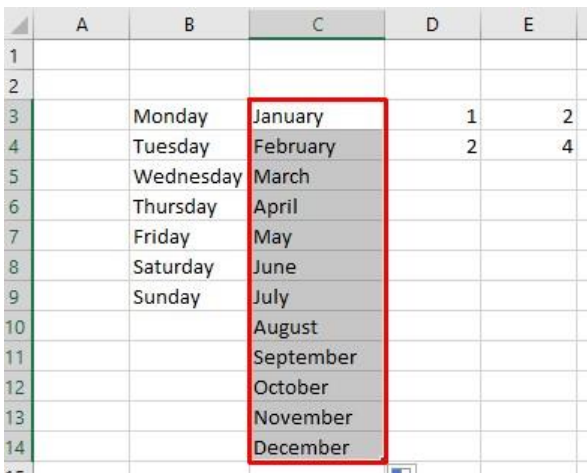 A B C D E
1
2
3 Monday January 1 2
4 Tuesday February 2 4
5 Wednesday March
6 Thursday April
7 Friday May
8 Saturday June
9 Sunday July
10 August
11 September
12 October
13 November
14 December